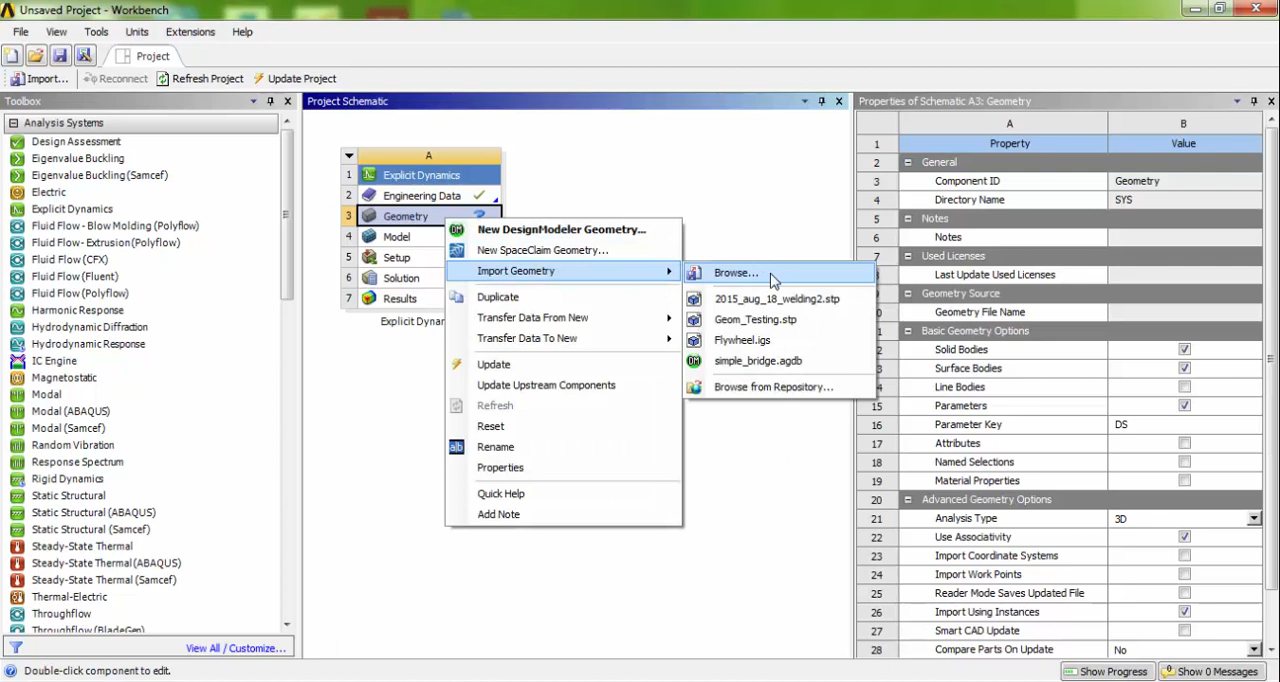 Unsaved Project - Workbench
File View Tools Units Extensions Help
Project
Import... Reconnect Refresh Project Update Project
Toolbox
Analysis Systems
Design Assessment
Eigenvalue Buckling
Eigenvalue Buckling (Samcef)
Electric
Explicit Dynamics
Fluid Flow - Blow Molding (Polyflow)
Fluid Flow - Extrusion (Polyflow)
Fluid Flow (CFX)
Fluid Flow (Fluent)
Fluid Flow (Polyflow)
Harmonic Response
Hydrodynamic Diffraction
Hydrodynamic Response
IC Engine
Magnetostatic
Modal
Modal (ABAQUS)
Modal (Samcef)
Random Vibration
Response Spectrum
Rigid Dynamics
Static Structural
Static Structural (ABAQUS)
Static Structural (Samcef)
Steady-State Thermal
Steady-State Thermal (ABAQUS)
Steady-State Thermal (Samcef)
Thermal-Electric
Throughflow
Throughflow (BladeGen)
View All / Customize...
Project Schematic
A
1 Explicit Dynamics
2 Engineering Data
3 Geometry ?
4 Model
5 Setup
6 Solution
7 Results
Explicit Dynar
New DesignModeler Geometry...
New SpaceClaim Geometry...
Import Geometry
Duplicate
Transfer Data From New
Transfer Data To New
Update
Update Upstream Components
Refresh
Reset
Rename
Properties
Quick Help
Add Note
Browse...
2015_aug_18_welding2.stp
Geom_Testing.stp
Flywheel.igs
simple_bridge.agdb
Browse from Repository...
Properties of Schematic A3: Geometry
A B
1 Property Value
2 General
3 Component ID Geometry
4 Directory Name SYS
5 Notes
6 Notes
7 Used Licenses
Last Update Used Licenses
Geometry Source
Geometry File Name
Basic Geometry Options
Solid Bodies
Surface Bodies
Line Bodies
15 Parameters
16 Parameter Key DS
17 Attributes
18 Named Selections
19 Material Properties
20 Advanced Geometry Options
21 Analysis Type 3D
22 Use Associativity
23 Import Coordinate Systems
24 Import Work Points
25 Reader Mode Saves Updated File
26 Import Using Instances
27 Smart CAD Update
28 Compare Parts On Update No
Double-click component to edit.
Show Progress Show 0 Messages